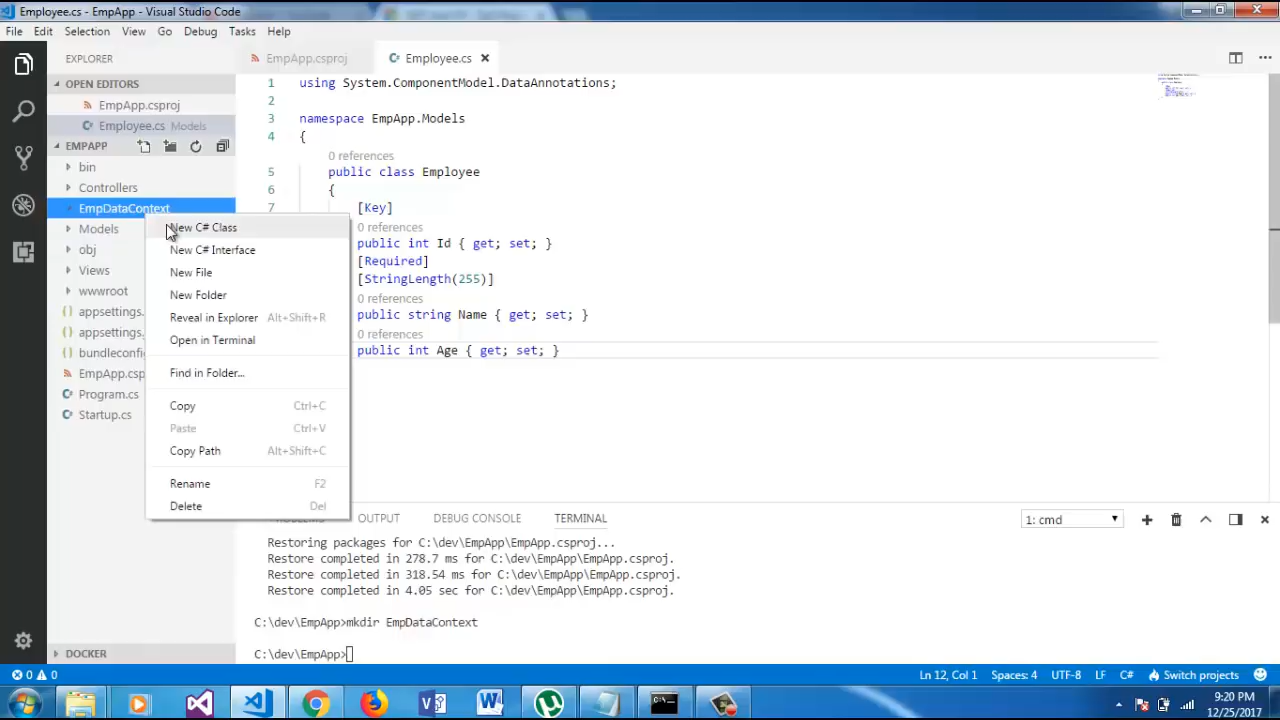 Employee.cs - EmpApp - Visual Studio Code
File Edit Selection View Go Debug Tasks Help
EXPLORER
OPEN EDITORS
EmpApp.csproj
Employee.cs Models
EMPAPP
bin
Controllers
EmpDataContext
Models
obj
Views
wwwroot
appsettings.
appsettings.
bundleconfi
EmpApp.csp
Program.cs
Startup.cs
DOCKER
New C# Class
New C# Interface
New File
New Folder
Reveal in Explorer Alt+Shift+R
Open in Terminal
Find in Folder...
Copy Ctrl+C
Paste Ctrl+V
Copy Path Alt+Shift+C
Rename F2
Delete Del
EmpApp.csproj Employee.cs
1 using System.ComponentModel.DataAnnotations;
2
3 namespace EmpApp.Models
4 {
0 references
5 public class Employee
6 {
7 [Key]
0 references
public int Id { get; set; }
[Required]
[StringLength(255)]
0 references
public string Name { get; set; }
0 references
public int Age { get; set; }
OUTPUT DEBUG CONSOLE TERMINAL
1: cmd
Restoring packages for C:\dev\EmpApp\EmpApp.csproj...
Restore completed in 278.7 ms for C:\dev\EmpApp\EmpApp.csproj.
Restore completed in 318.54 ms for C:\dev\EmpApp\EmpApp.csproj.
Restore completed in 4.05 sec for C:\dev\EmpApp\EmpApp.csproj.
C:\dev\EmpApp>mkdir EmpDataContext
C:\dev\EmpApp>
0 0 Ln 12, Col 1 Spaces: 4 UTF-8 LF C# Switch projects
9:20 PM
12/25/2017